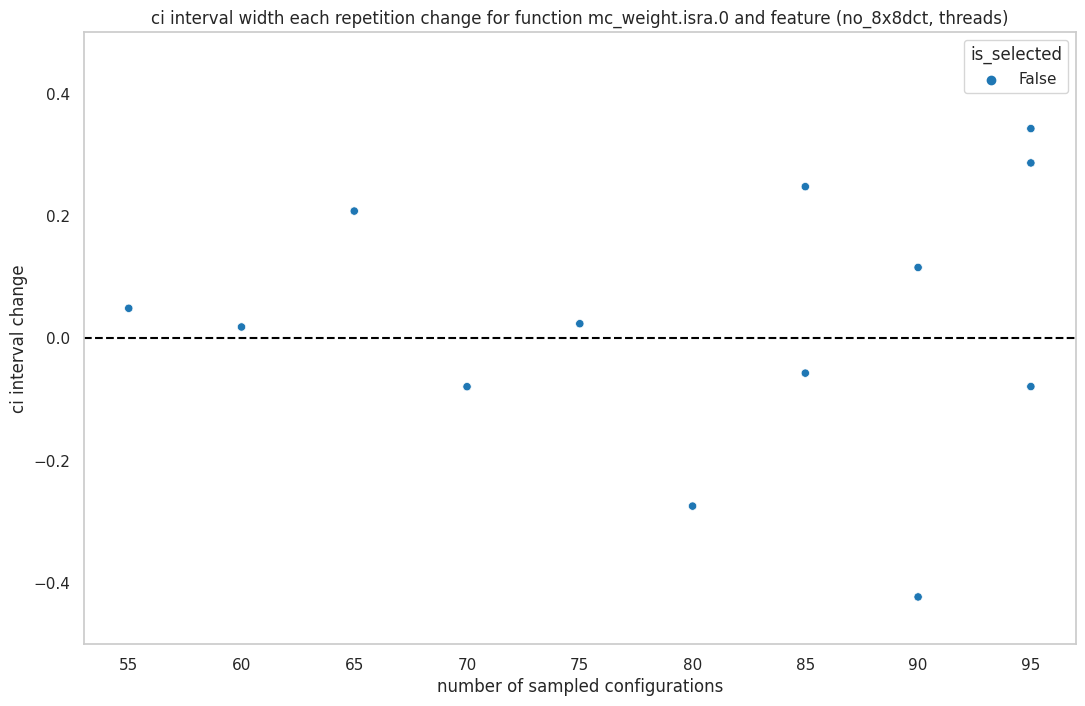 ci interval width each repetition change for function mc_weight.isra.0 and feature (no_8x8dct, threads)
is_selected
False
ci interval change
0.4
0.2
0.0
−0.2
−0.4
55 60 65 70 75 80 85 90 95
number of sampled configurations